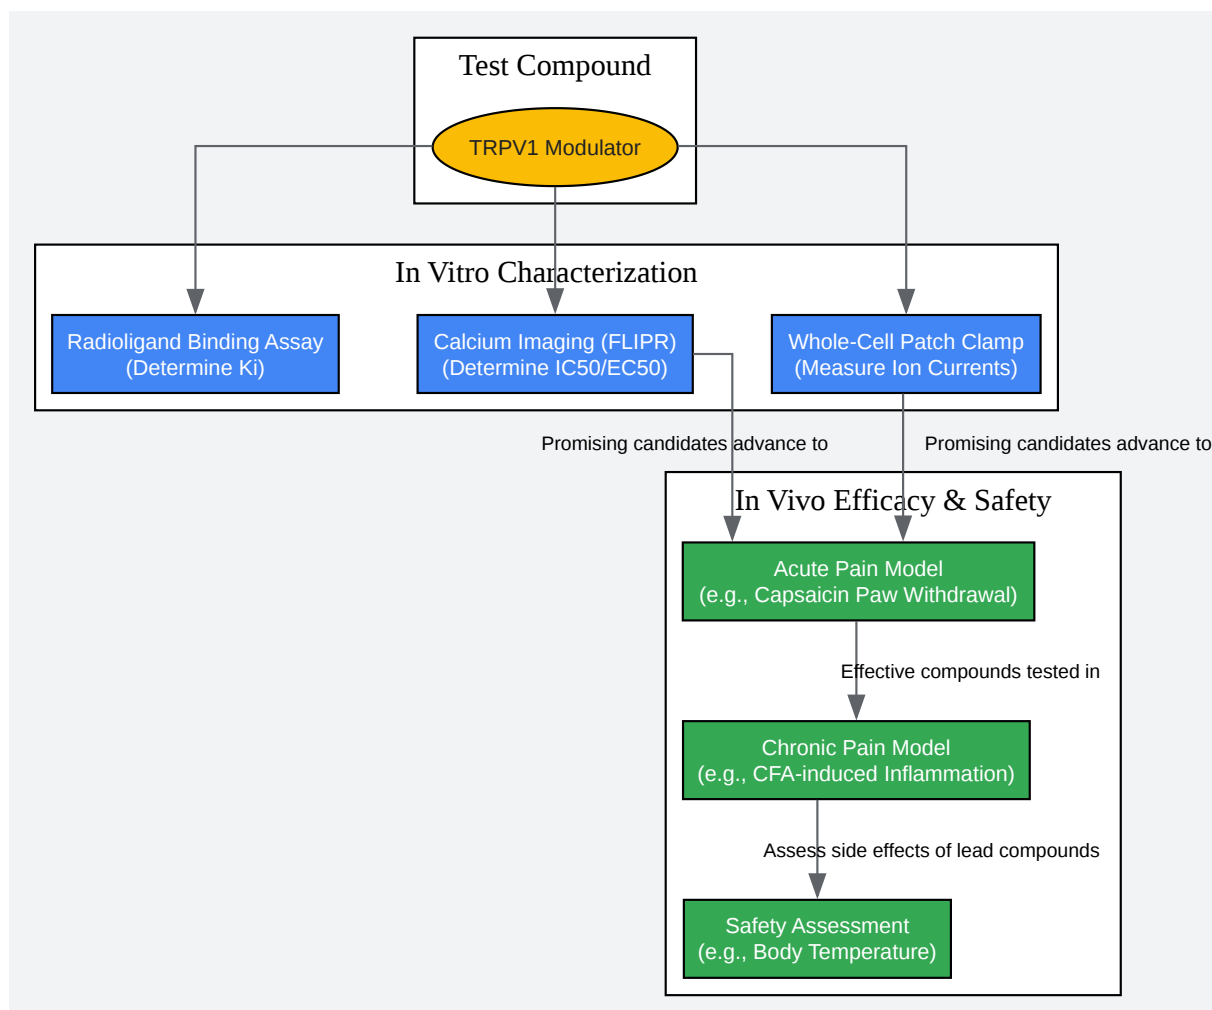 Test Compound
TRPV1 Modulator
In Vitro Characterization
Radioligand Binding Assay
(Determine Ki)
Calcium Imaging (FLIPR)
(Determine IC50/EC50)
Whole-Cell Patch Clamp
(Measure Ion Currents)
Promising candidates advance to
Promising candidates advance to
In Vivo Efficacy & Safety
Acute Pain Model
(e.g., Capsaicin Paw Withdrawal)
Effective compounds tested in
Chronic Pain Model
(e.g., CFA-induced Inflammation)
Assess side effects of lead compounds
Safety Assessment
(e.g., Body Temperature)